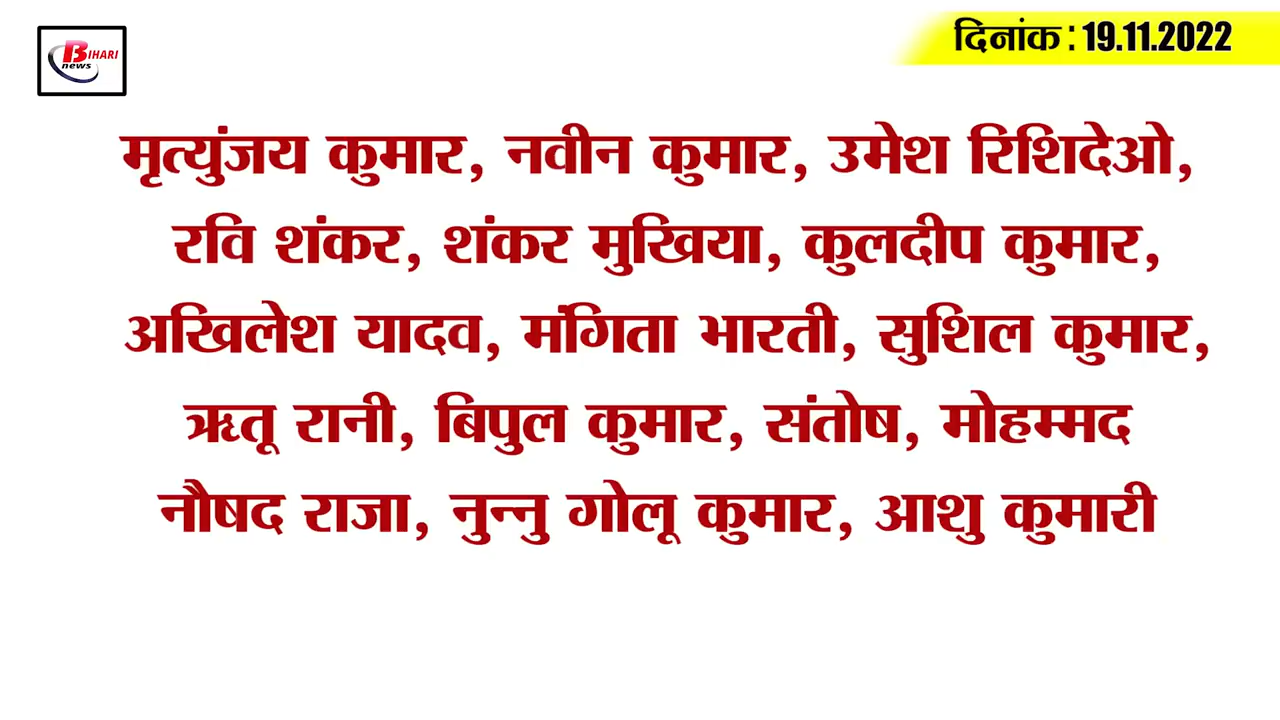 BIHARI
news
दिनांक : 19.11.2022
मृत्युंजय कुमार, नवीन कुमार, उमेश रिशिदेओ,
रवि शंकर, शंकर मुखिया, कुलदीप कुमार,
अखिलेश यादव, मंगिता भारती, सुशिल कुमार,
ऋतू रानी, बिपुल कुमार, संतोष, मोहम्मद
नौषद राजा, नुन्नु गोलू कुमार, आशु कुमारी